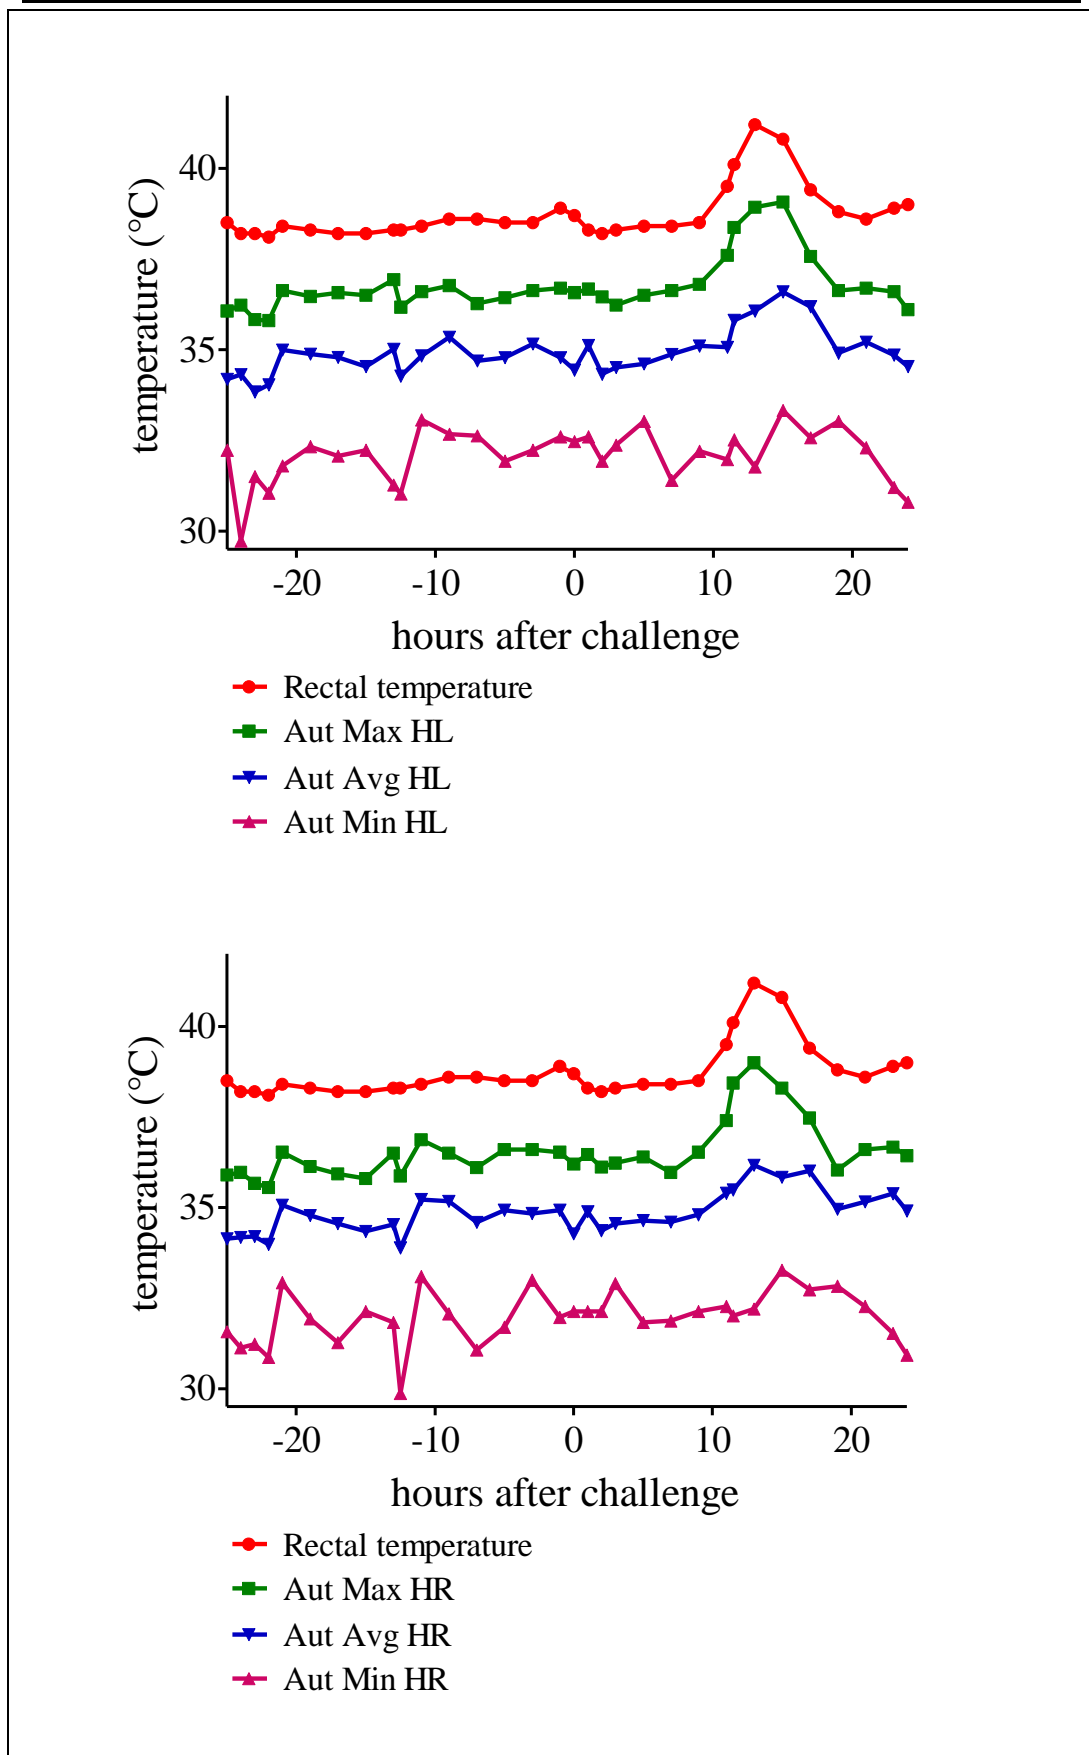 temperature (°C)
40
35
30
-20 -10 0 10 20
hours after challenge
Rectal temperature
Aut Max HL
Aut Avg HL
Aut Min HL
temperature (°C)
40
35
30
-20 -10 0 10 20
hours after challenge
Rectal temperature
Aut Max HR
Aut Avg HR
Aut Min HR